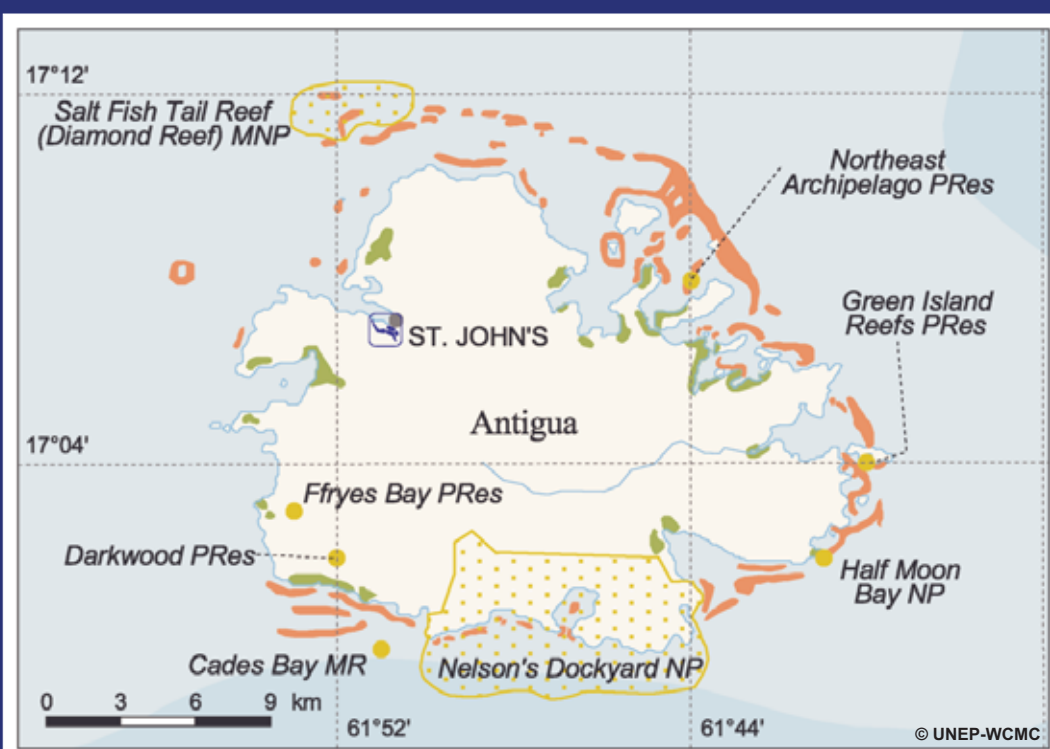 17°12'
Salt Fish Tail Reef
(Diamond Reef) MNP
Northeast
Archipelago PRes
Green Island
Reefs PRes
ST. JOHN'S
Antigua
17°04'
Ffryes Bay PRes
Darkwood PRes
Half Moon
Bay NP
Cades Bay MR
Nelson's Dockyard NP
0 3 6 9 km
61°52'
61°44'
© UNEP-WCMC